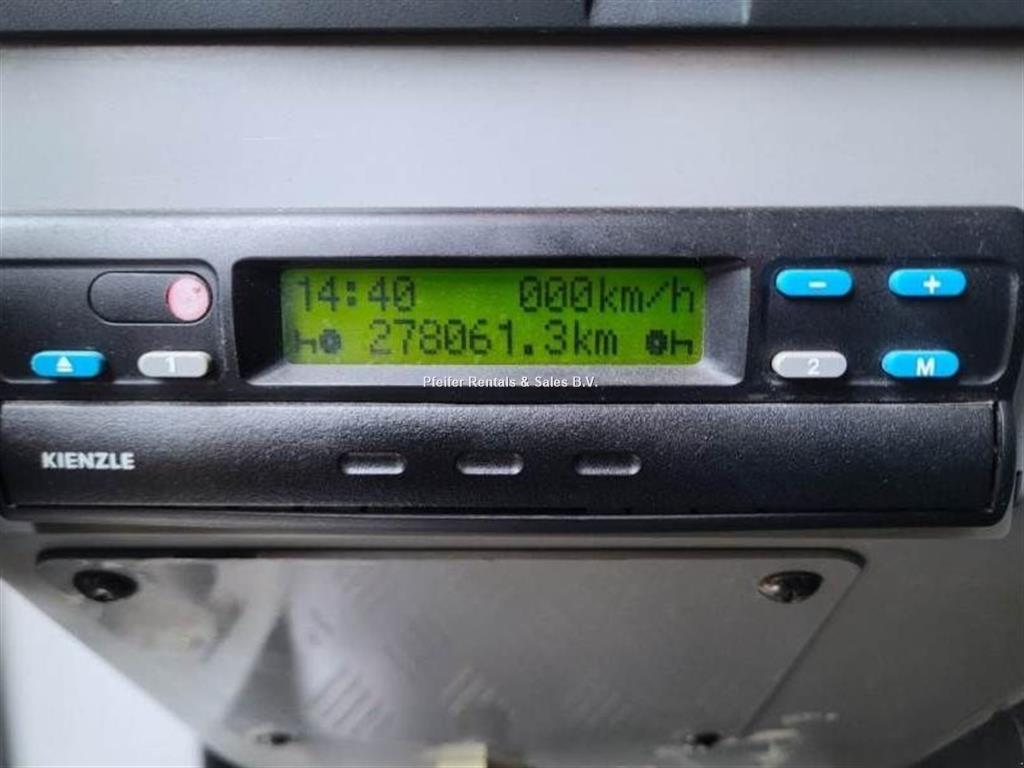 14:40 000km/h
h 278061.3km h
1 - + 2 M
Pfeifer Rentals & Sales B.V.
KIENZLE